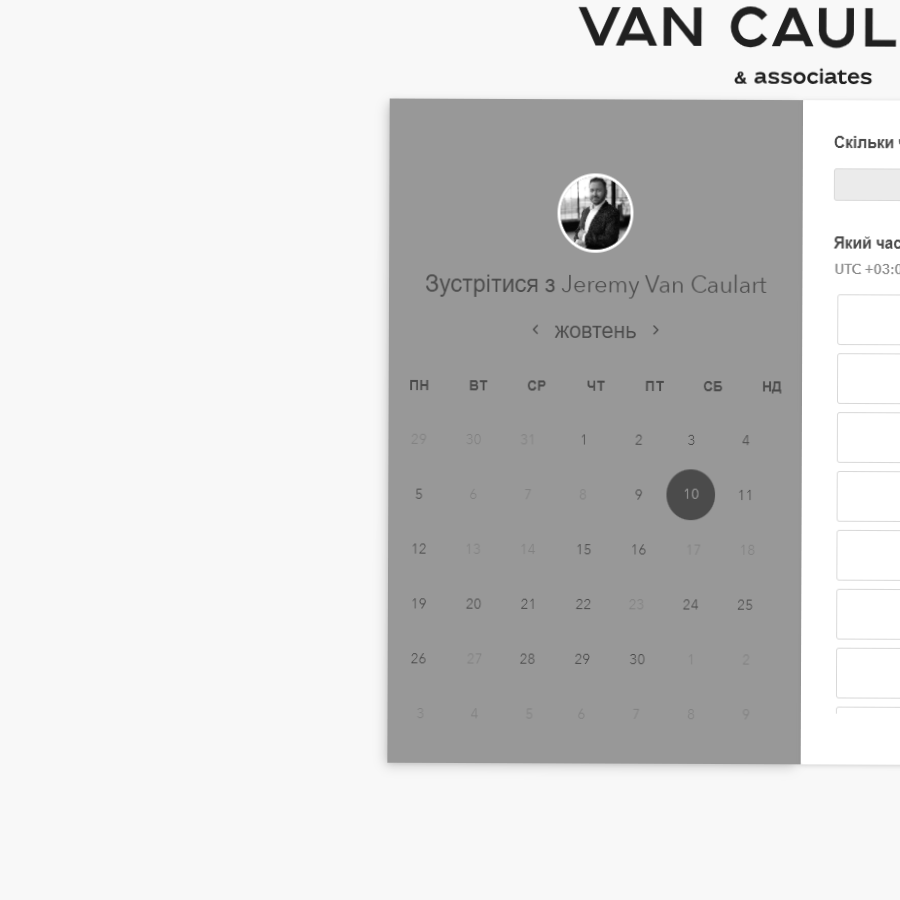 VAN CAUL
& associates
Зустрітися з Jeremy Van Caulart
жовтень
ПН ВТ СР ЧТ ПТ СБ НД
29 30 31 1 2 3 4
5 6 7 8 9 10 11
12 13 14 15 16 17 18
19 20 21 22 23 24 25
26 27 28 29 30 1 2
3 4 5 6 7 8 9
Скільки
Який час
UTC +03:0